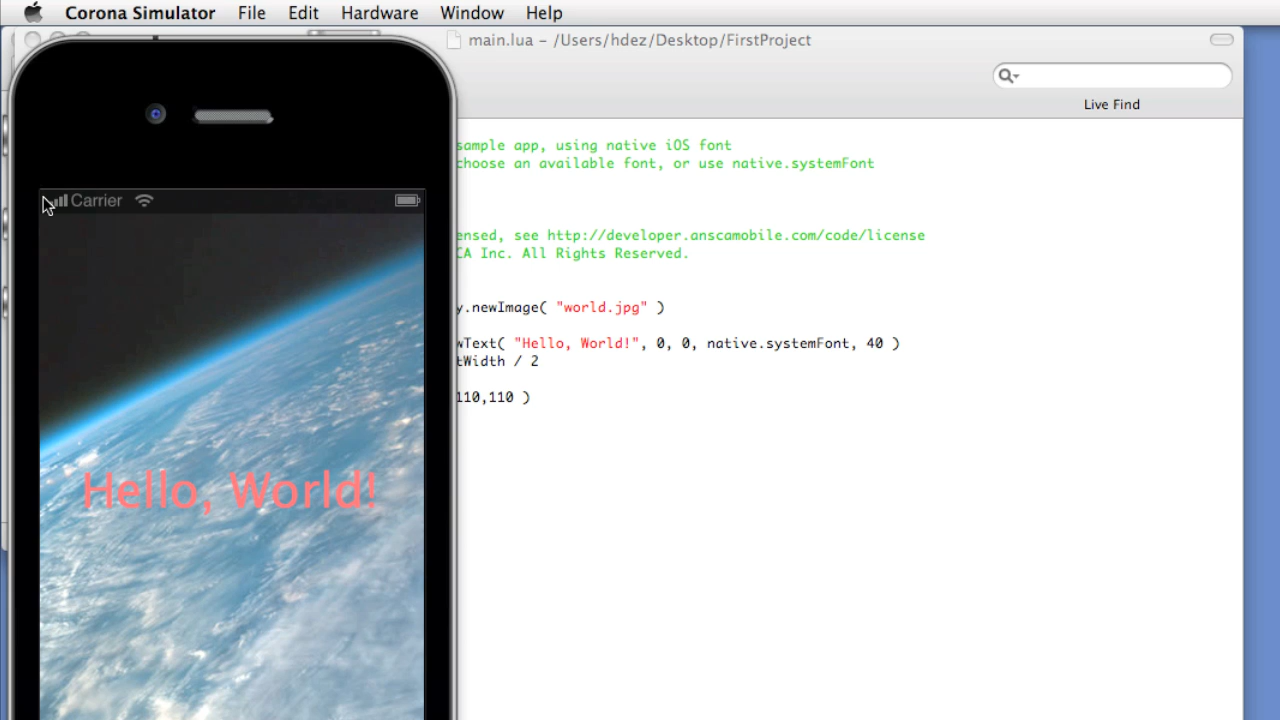 Corona Simulator File Edit Hardware Window Help
main.lua – /Users/hdez/Desktop/FirstProject
Live Find
Carrier
sample app, using native iOS font
choose an available font, or use native.systemFont
ensed, see http://developer.anscamobile.com/code/license
CA Inc. All Rights Reserved.
y.newImage( "world.jpg" )
wText( "Hello, World!", 0, 0, native.systemFont, 40 )
tWidth / 2
110,110 )
Hello, World!